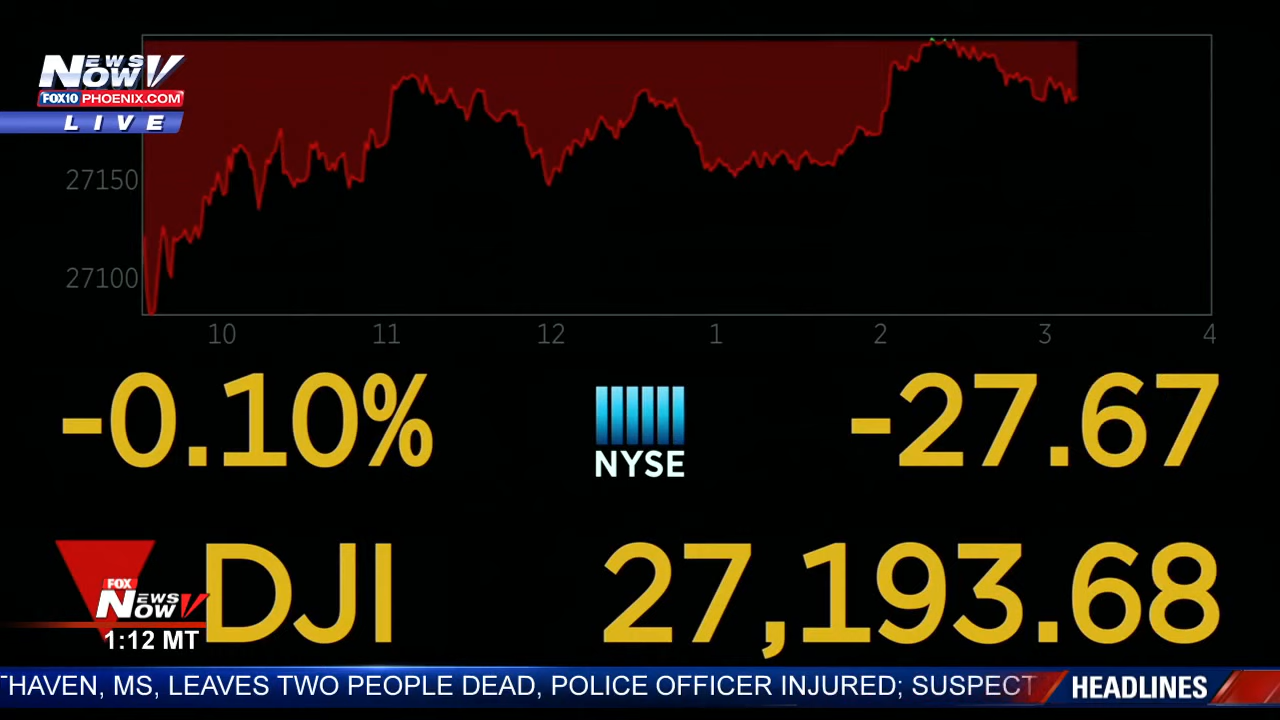 NEWS
NOW
FOX10 PHOENIX.COM
LIVE
27150
27100
10 11 12 1 2 3 4
-0.10%
NYSE
-27.67
DJI
27,193.68
FOX
NEWS
NOW
1:12 MT
THAVEN, MS, LEAVES TWO PEOPLE DEAD, POLICE OFFICER INJURED; SUSPECT
HEADLINES